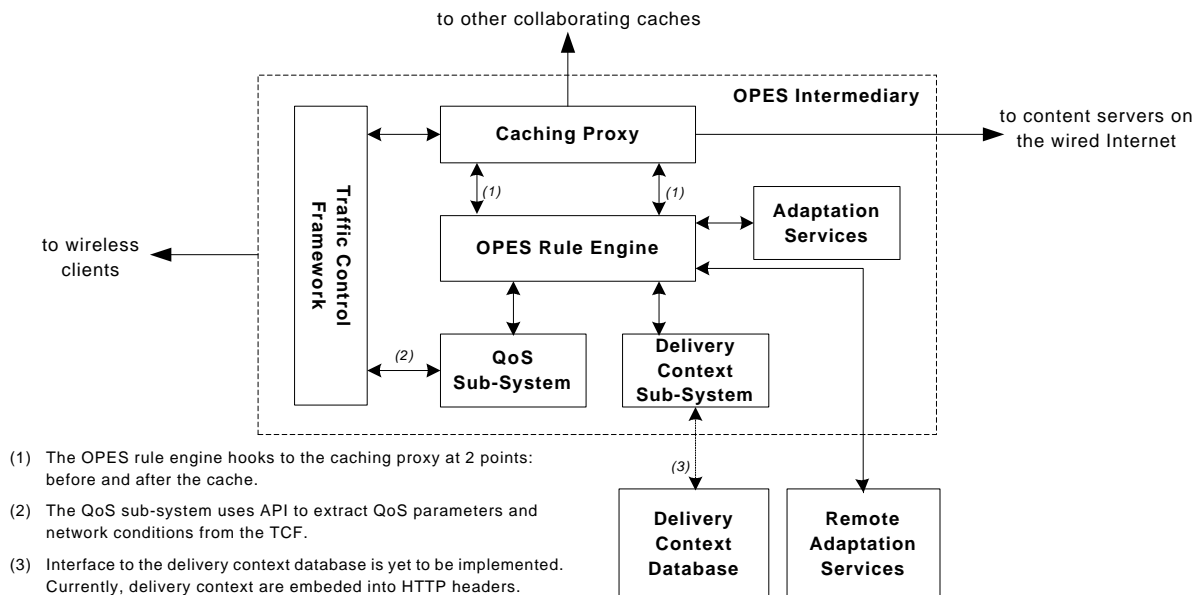 to other collaborating caches
OPES Intermediary
Caching Proxy
to content servers on
the wired Internet
(1)
(1)
Traffic Control
Framework
Adaptation
Services
OPES Rule Engine
to wireless
clients
(2)
QoS
Sub-System
Delivery
Context
Sub-System
(1) The OPES rule engine hooks to the caching proxy at 2 points:
before and after the cache.
(2) The QoS sub-system uses API to extract QoS parameters and
network conditions from the TCF.
(3) Interface to the delivery context database is yet to be implemented.
Currently, delivery context are embeded into HTTP headers.
(3)
Delivery
Context
Database
Remote
Adaptation
Services